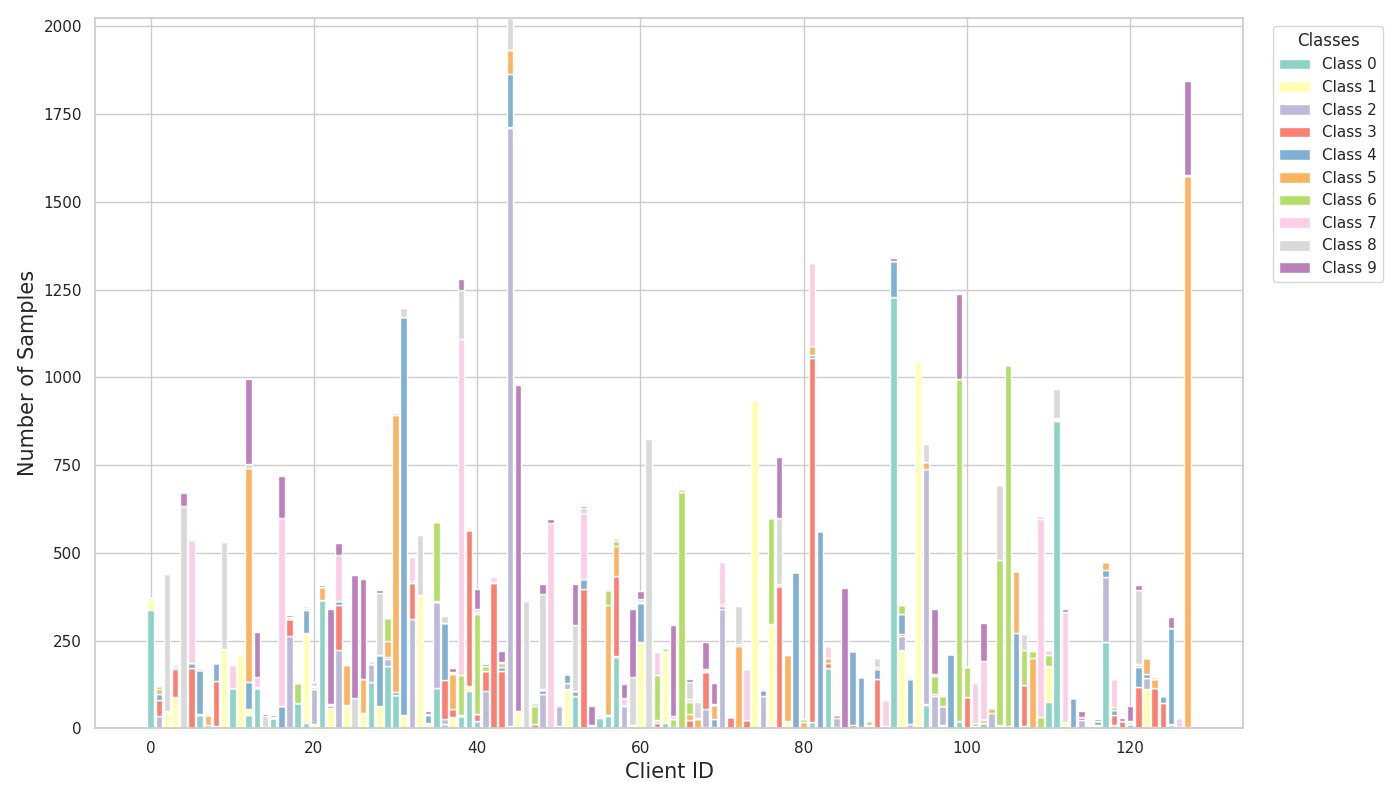 2000
1750
1500
1250
1000
750
500
250
0
Number of Samples
0
20
40
60
80
100
120
Client ID
Classes
Class 0
Class 1
Class 2
Class 3
Class 4
Class 5
Class 6
Class 7
Class 8
Class 9